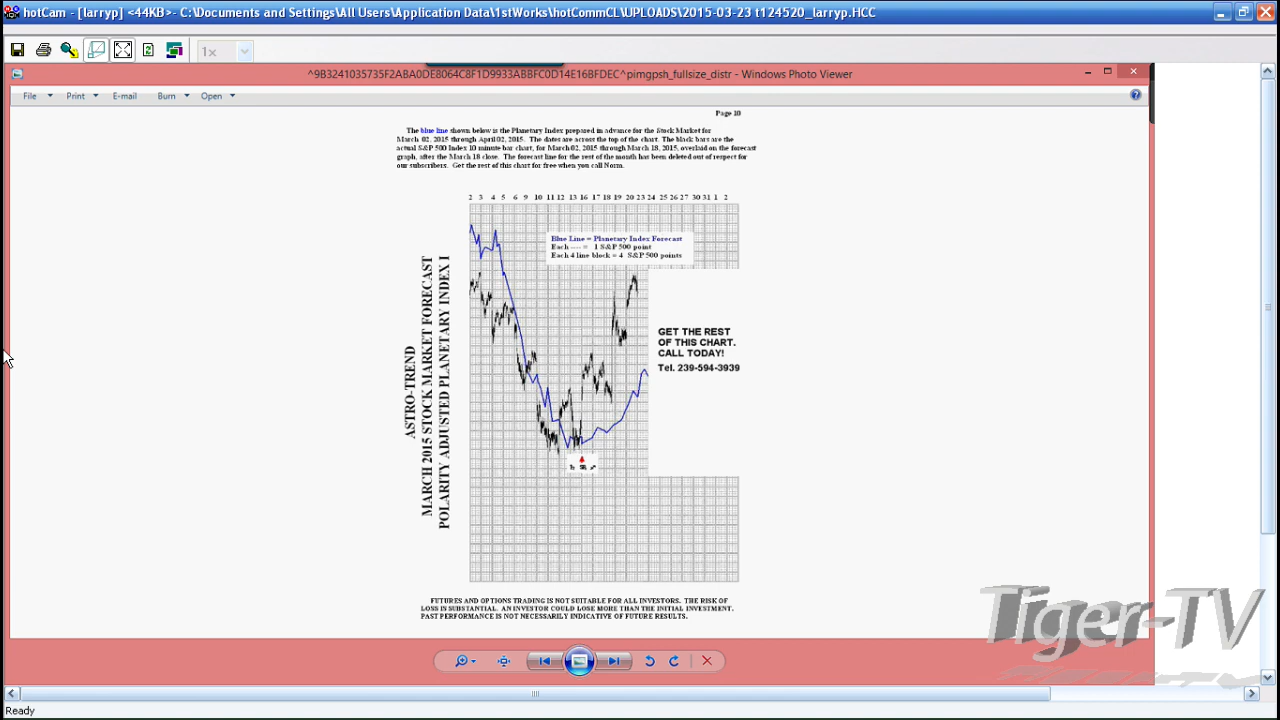 hotCam - [larryp] <44KB>- C:\Documents and Settings\All Users\Application Data\1stWorks\hotCommCL\UPLOADS\2015-03-23 t124520_larryp.HCC
1x
^9B3241035735F2ABA0DE8064C8F1D9933ABBFC0D14E16BFDEC^pimgpsh_fullsize_distr - Windows Photo Viewer
File Print E-mail Burn Open
Page 10
The blue line shown below is the Planetary Index prepared in advance for the Stock Market for
March 02, 2015 through April 02, 2015. The dates are across the top of the chart. The black bars are the
actual S&P 500 Index 10 minute bar chart, for March 02, 2015 through March 18, 2015, overlaid on the forecast
graph, after the March 18 close. The forecast line for the rest of the month has been deleted out of respect for
our subscribers. Get the rest of this chart for free when you call Norm.
2 3 4 5 6 9 10 11 12 13 16 17 18 19 20 23 24 25 26 27 30 31 1 2
Blue Line = Planetary Index Forecast
Each ---- = 1 S&P 500 point
Each 4 line block = 4 S&P 500 points
ASTRO-TREND
MARCH 2015 STOCK MARKET FORECAST
POLARITY ADJUSTED PLANETARY INDEX I
GET THE REST
OF THIS CHART.
CALL TODAY!
Tel. 239-594-3939
FUTURES AND OPTIONS TRADING IS NOT SUITABLE FOR ALL INVESTORS. THE RISK OF
LOSS IS SUBSTANTIAL. AN INVESTOR COULD LOSE MORE THAN THE INITIAL INVESTMENT.
PAST PERFORMANCE IS NOT NECESSARILY INDICATIVE OF FUTURE RESULTS.
Tiger-TV
Ready